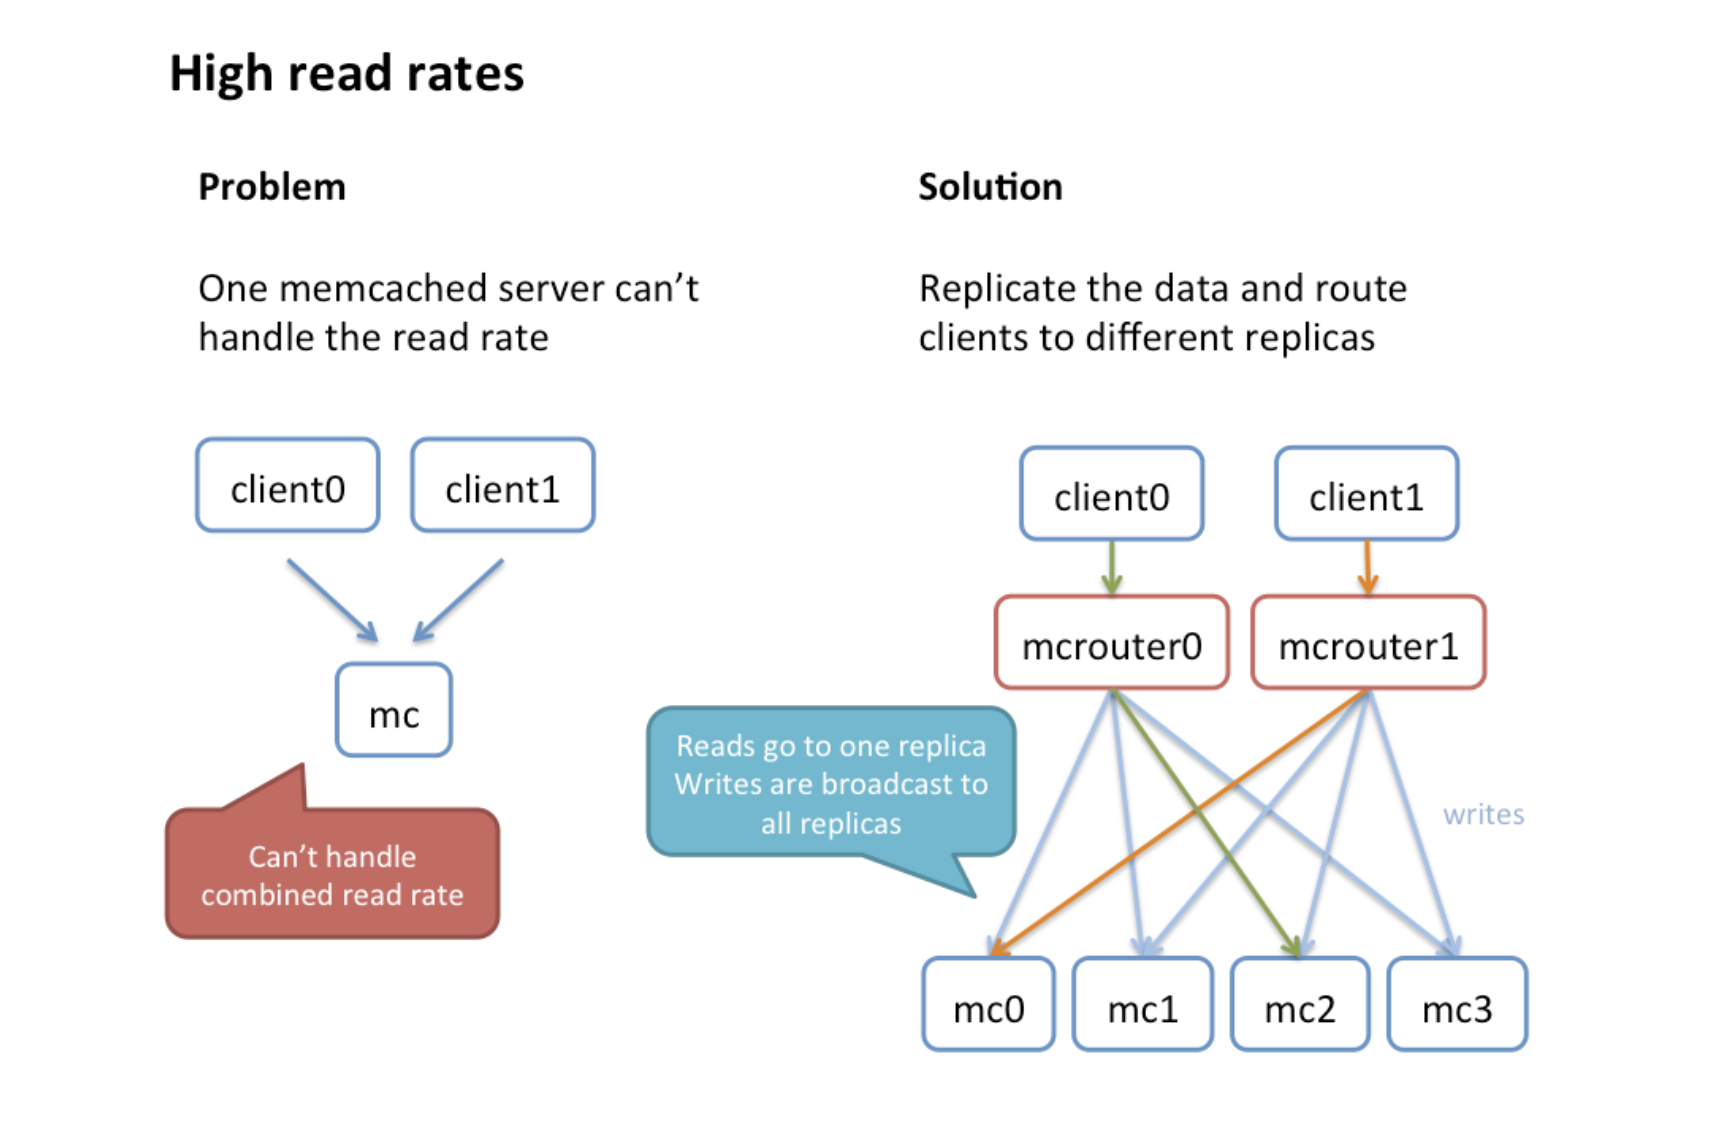 High read rates
Problem
One memcached server can’t
handle the read rate
client0
client1
mc
Can’t handle
combined read rate
Solution
Replicate the data and route
clients to different replicas
client0
client1
mcrouter0
mcrouter1
Reads go to one replica
Writes are broadcast to
all replicas
writes
mc0
mc1
mc2
mc3